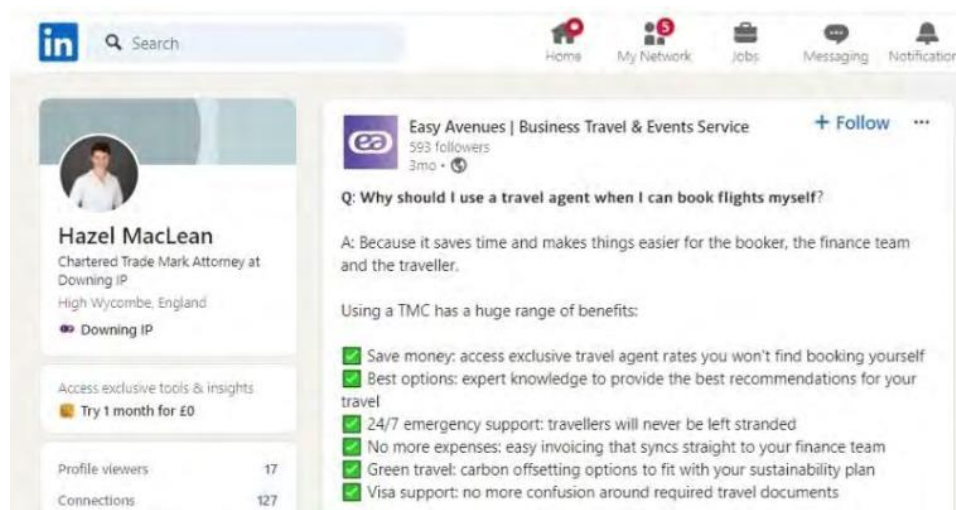 in
Search
Home
5
My Network
Jobs
Messaging
Notification
Hazel MacLean
Chartered Trade Mark Attorney at
Downing IP
High Wycombe, England
Downing IP
Access exclusive tools & insights
Try 1 month for £0
Profile viewers 17
Connections 127
ea
Easy Avenues | Business Travel & Events Service
+ Follow
593 followers
3mo •
Q: Why should I use a travel agent when I can book flights myself?
A: Because it saves time and makes things easier for the booker, the finance team
and the traveller.
Using a TMC has a huge range of benefits:
✅ Save money: access exclusive travel agent rates you won't find booking yourself
✅ Best options: expert knowledge to provide the best recommendations for your
travel
✅ 24/7 emergency support: travellers will never be left stranded
✅ No more expenses: easy invoicing that syncs straight to your finance team
✅ Green travel: carbon offsetting options to fit with your sustainability plan
✅ Visa support: no more confusion around required travel documents